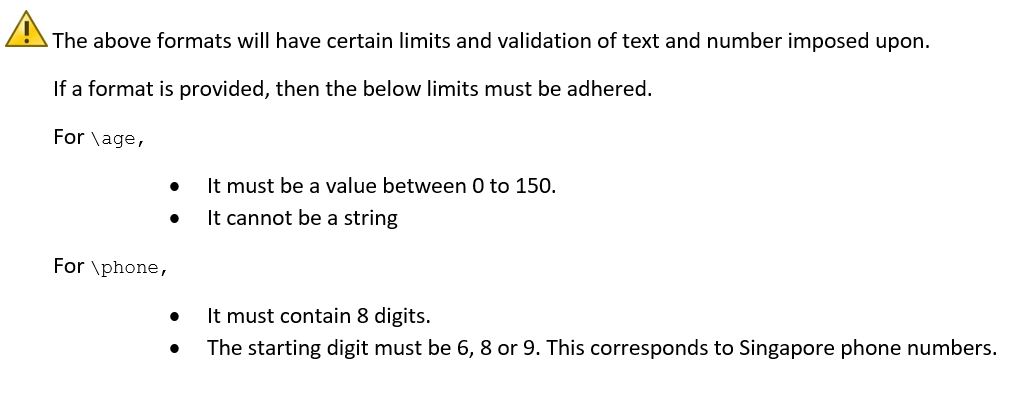 The above formats will have certain limits and validation of text and number imposed upon.
If a format is provided, then the below limits must be adhered.
For \age,
• It must be a value between 0 to 150.
• It cannot be a string
For \phone,
• It must contain 8 digits.
• The starting digit must be 6, 8 or 9. This corresponds to Singapore phone numbers.